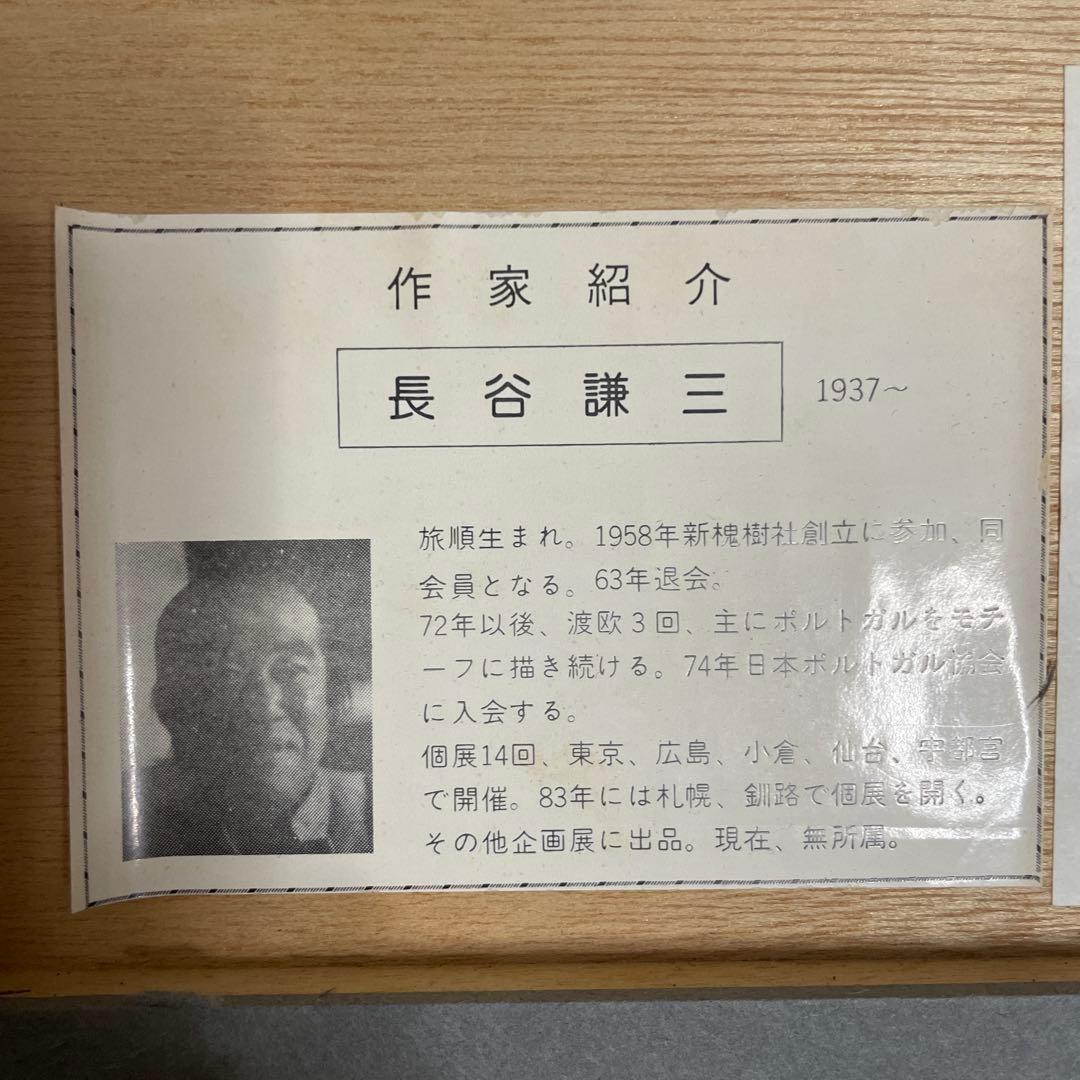 作家紹介
長谷謙三
1937〜
旅順生まれ。1958年新槐樹社創立に参加、同
会員となる。63年退会。
72年以後、渡欧3回、主にポルトガルをモチ
ーフに描き続ける。74年日本ポルトガル協会
に入会する。
個展14回、東京、広島、小倉、仙台、宇都宮
で開催。83年には札幌、釧路で個展を開く。
その他企画展に出品。現在、無所属。